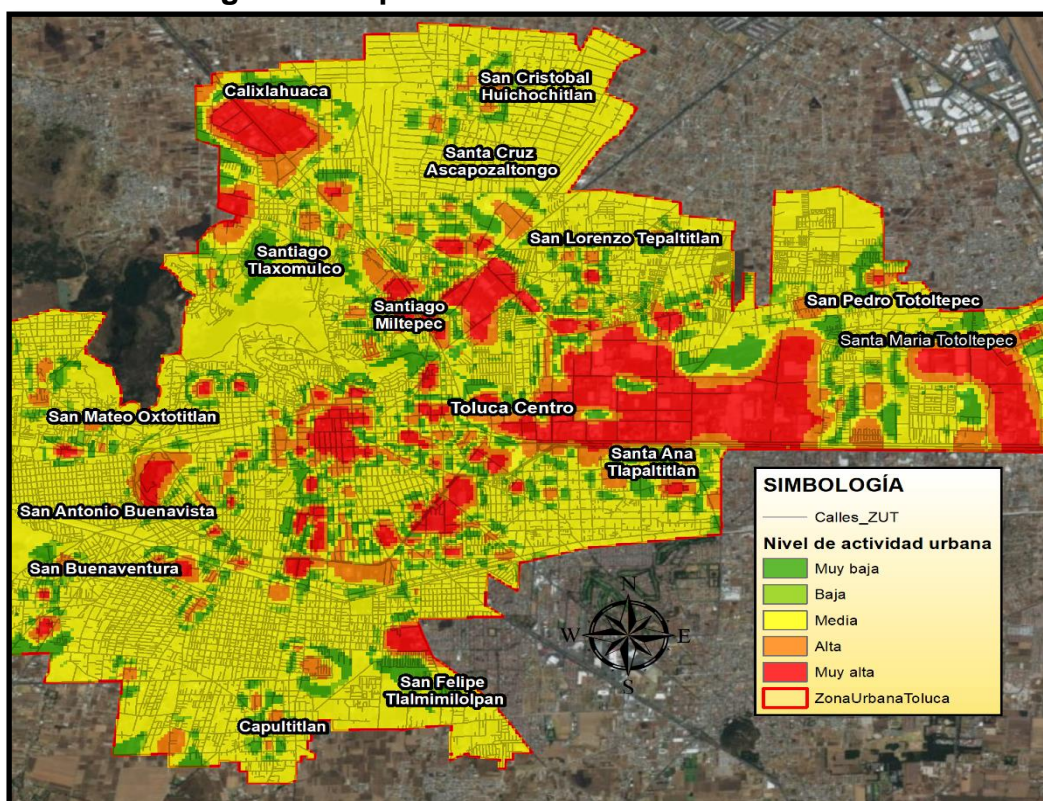 Calixlahuaca
San Cristobal
Huichochitlan
Santa Cruz
Ascapozaltongo
San Lorenzo Tepaltitlan
Santiago
Tlaxomulco
Santiago
Miltepec
San Pedro Totoltepec
Santa Maria Totoltepec
San Mateo Oxtotitlan
Toluca Centro
Santa Ana
Tlapaltitlan
San Antonio Buenavista
San Buenaventura
San Felipe
Tlalmimilolpan
Capultitlan
N
W
E
S
SIMBOLOGÍA
Calles_ZUT
Nivel de actividad urbana
Muy baja
Baja
Media
Alta
Muy alta
ZonaUrbanaToluca